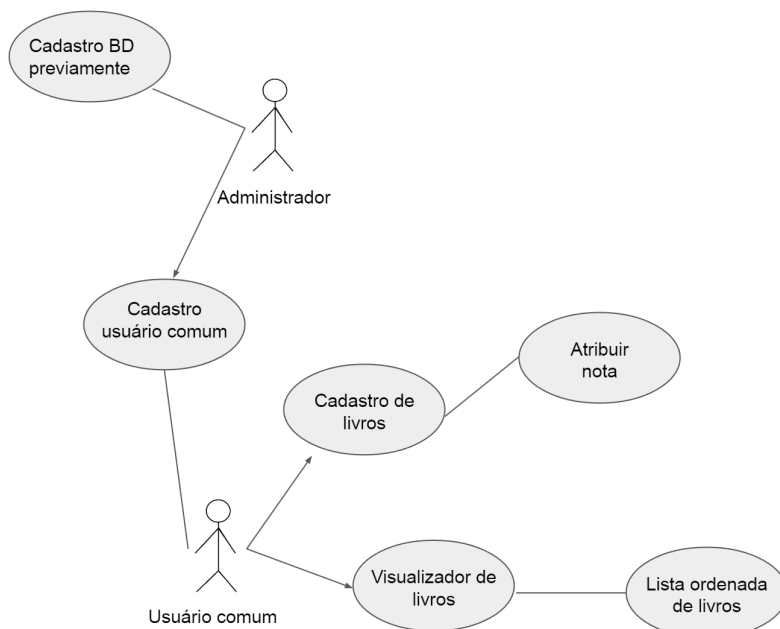 Cadastro BD
previamente
Administrador
Cadastro
usuário comum
Atribuir
nota
Cadastro de
livros
Visualizador de
livros
Lista ordenada
de livros
Usuário comum